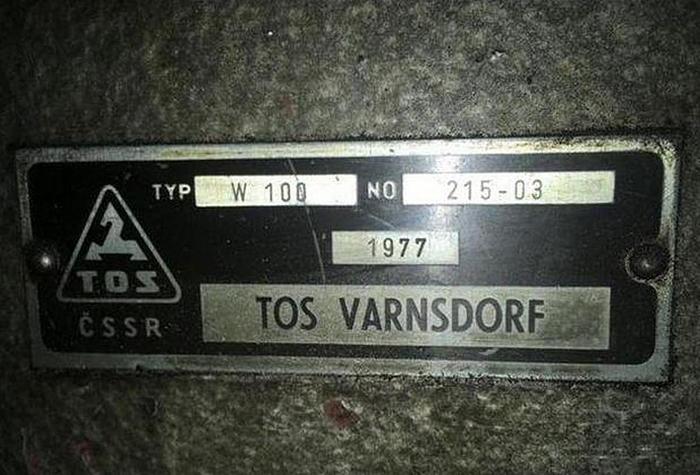 TYP W 100 NO 215-03
1977
TOS
ČSSR
TOS VARNSDORF